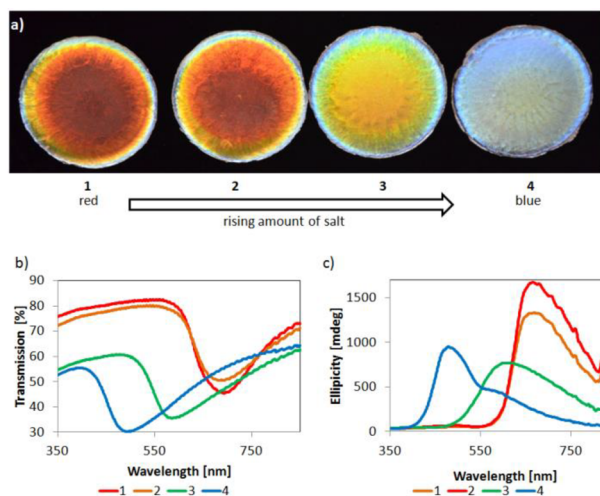 a)
1 2 3 4
red blue
rising amount of salt
b) c)
90
80
70
60
50
40
30
Transmission [%]
350 550 750
Wavelength [nm]
1 2 3 4
1500
1000
500
0
Ellipicity [mdeg]
350 550 750
Wavelength [nm]
1 2 3 4